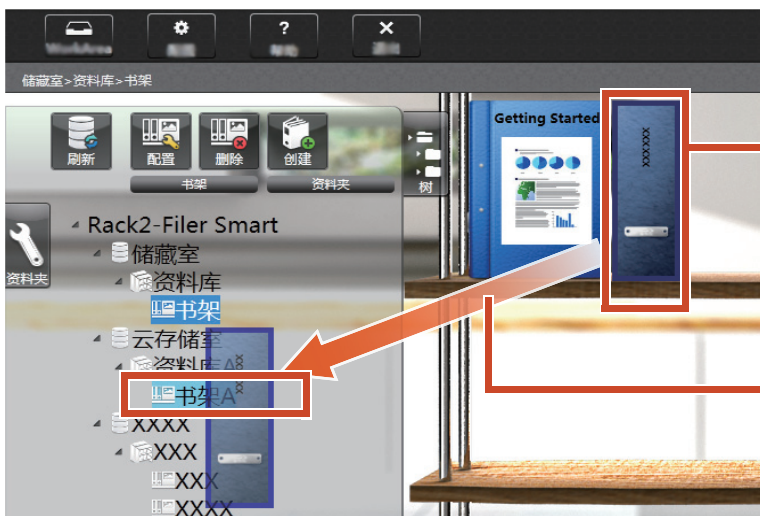 储藏室>资料库>书架
刷新
配置
删除
创建
书架
资料夹
树
资料夹
Rack2-Filer Smart
储藏室
资料库
书架
云存储室
资料库A
书架A
XXXX
XXX
XXX
XXXX
Getting Started
XXXXX